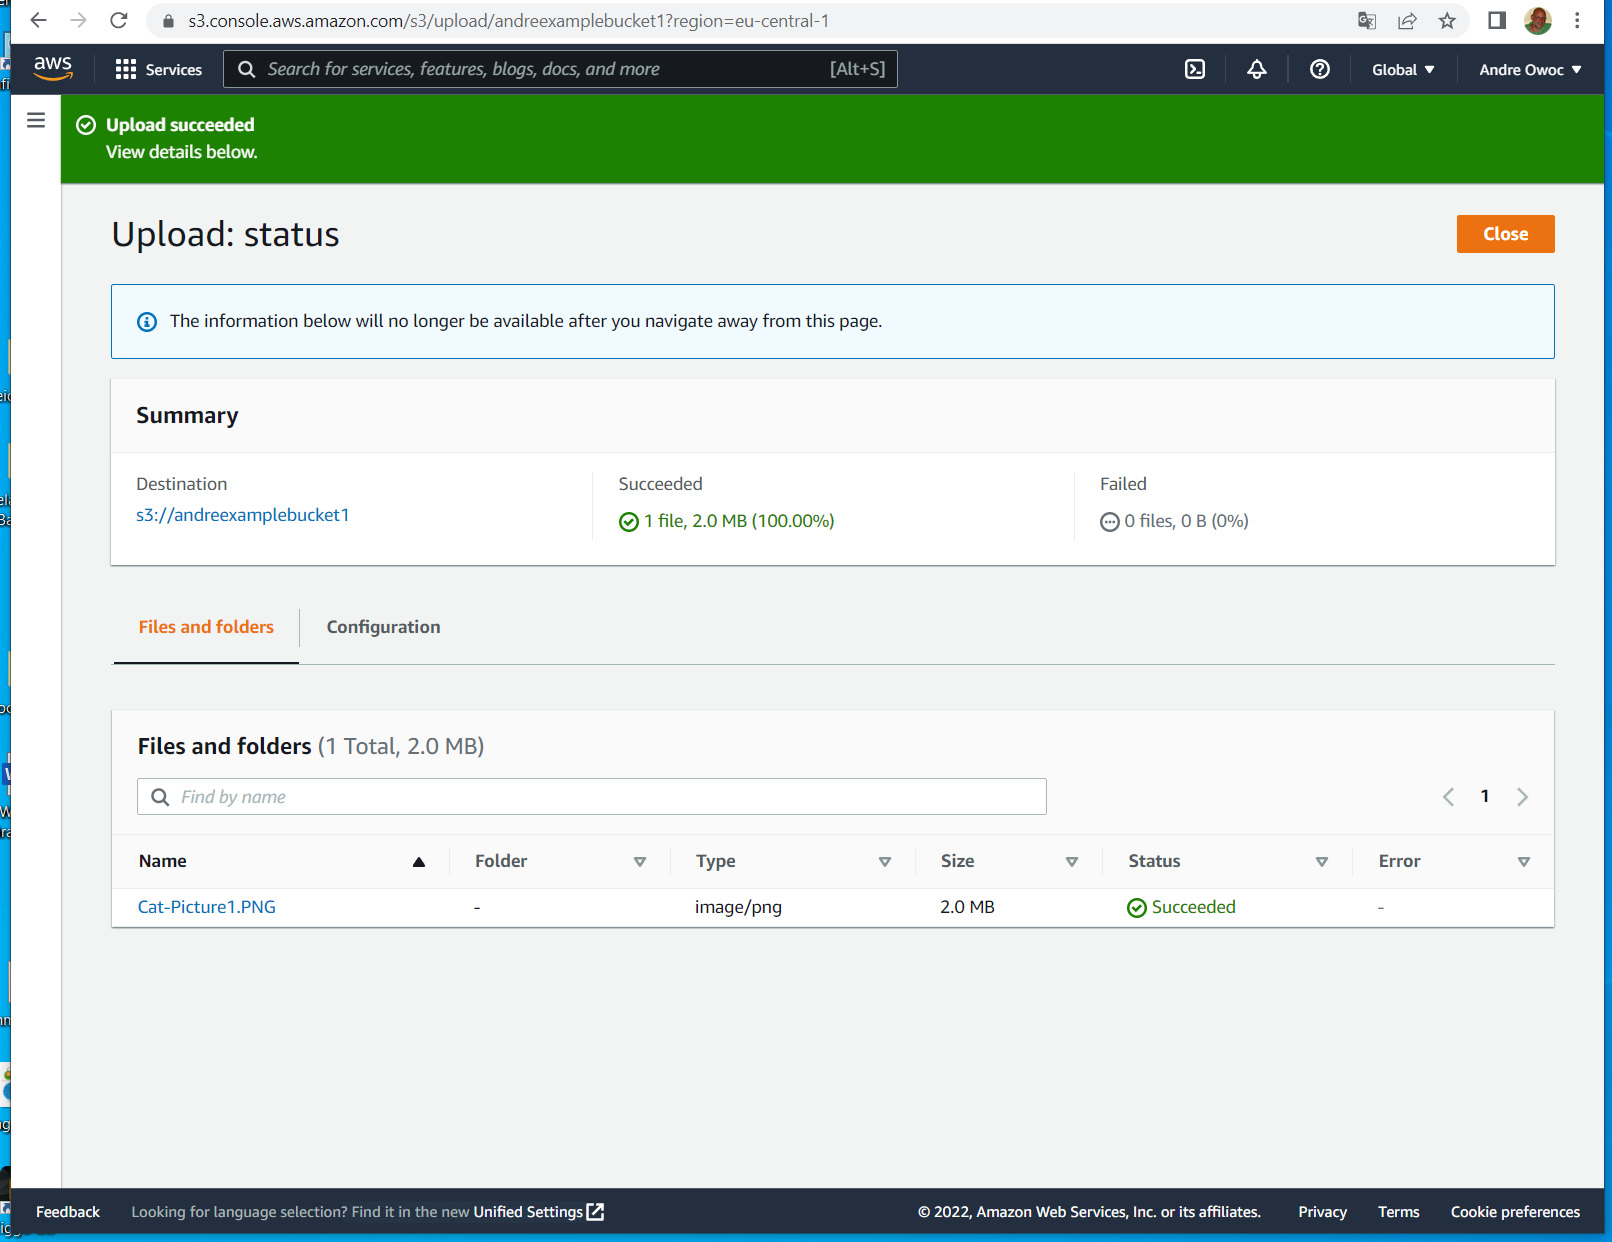 s3.console.aws.amazon.com/s3/upload/andreexamplebucket1?region=eu-central-1
aws
Services
Search for services, features, blogs, docs, and more
[Alt+S]
Global
Andre Owoc
Upload succeeded
View details below.
Upload: status
Close
The information below will no longer be available after you navigate away from this page.
Summary
Destination
s3://andreexamplebucket1
Succeeded
1 file, 2.0 MB (100.00%)
Failed
0 files, 0 B (0%)
Files and folders
Configuration
Files and folders (1 Total, 2.0 MB)
Find by name
1
Name Folder Type Size Status Error
Cat-Picture1.PNG - image/png 2.0 MB Succeeded -
Feedback
Looking for language selection? Find it in the new Unified Settings
© 2022, Amazon Web Services, Inc. or its affiliates.
Privacy
Terms
Cookie preferences